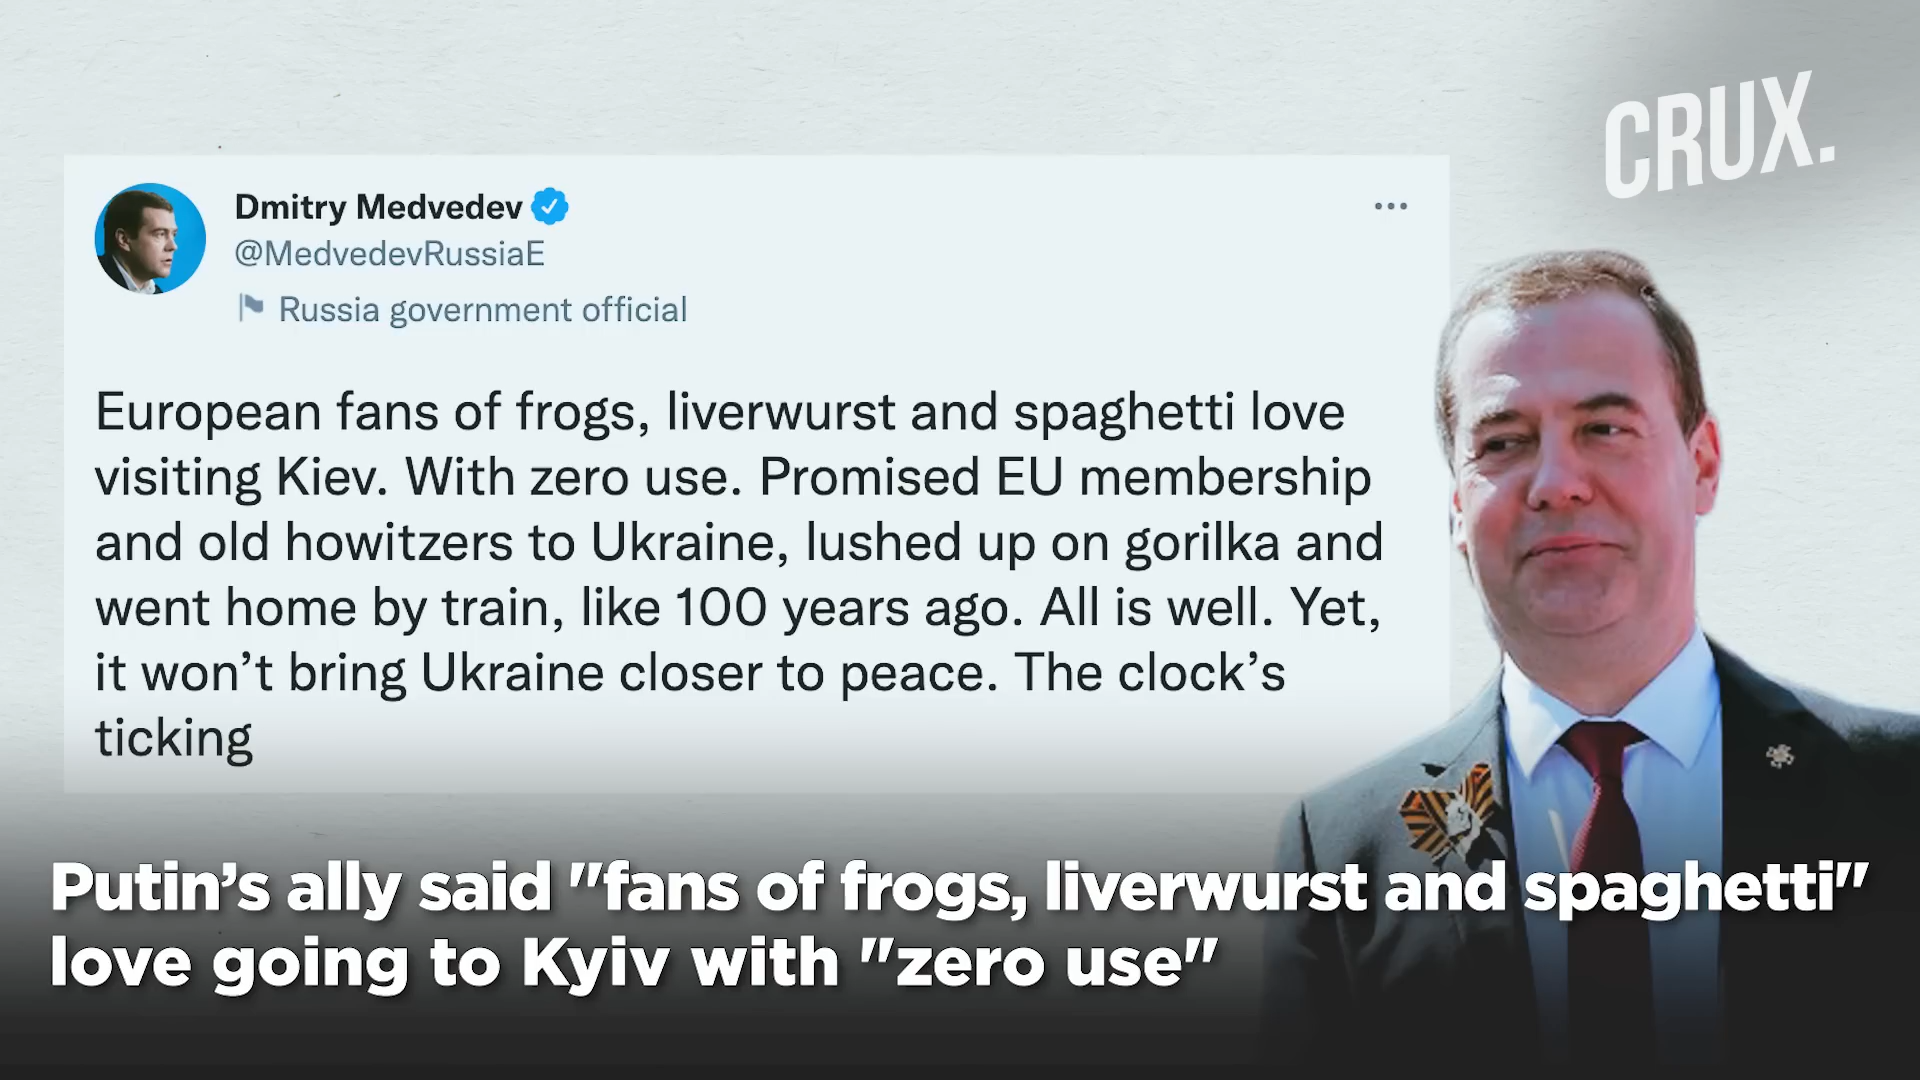 CRUX.
Dmitry Medvedev
@MedvedevRussiaE
Russia government official
European fans of frogs, liverwurst and spaghetti love
visiting Kiev. With zero use. Promised EU membership
and old howitzers to Ukraine, lushed up on gorilka and
went home by train, like 100 years ago. All is well. Yet,
it won’t bring Ukraine closer to peace. The clock’s
ticking
Putin’s ally said "fans of frogs, liverwurst and spaghetti"
love going to Kyiv with "zero use"